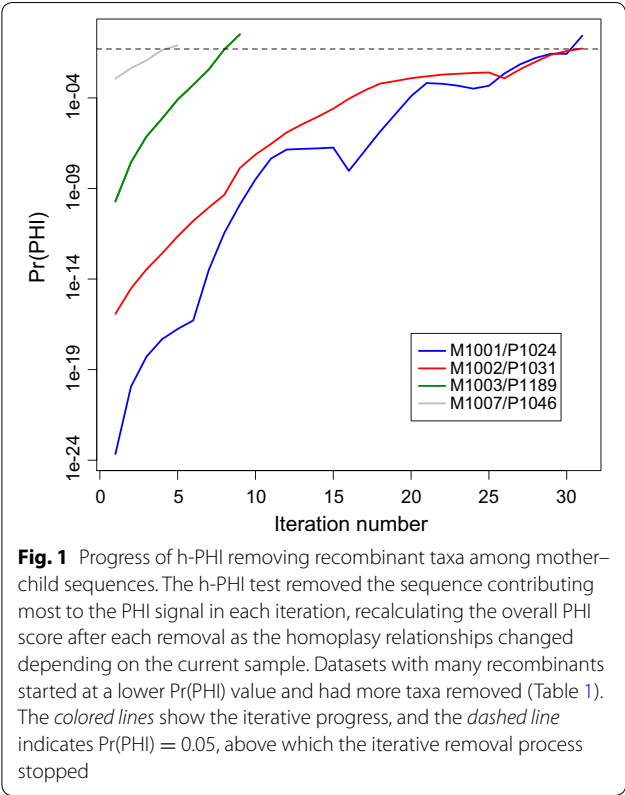 1e-04
1e-09
1e-14
1e-19
1e-24
Pr(PHI)
M1001/P1024
M1002/P1031
M1003/P1189
M1007/P1046
0 5 10 15 20 25 30
Iteration number
Fig. 1 Progress of h-PHI removing recombinant taxa among mother–
child sequences. The h-PHI test removed the sequence contributing
most to the PHI signal in each iteration, recalculating the overall PHI
score after each removal as the homoplasy relationships changed
depending on the current sample. Datasets with many recombinants
started at a lower Pr(PHI) value and had more taxa removed (Table 1).
The colored lines show the iterative progress, and the dashed line
indicates Pr(PHI) = 0.05, above which the iterative removal process
stopped